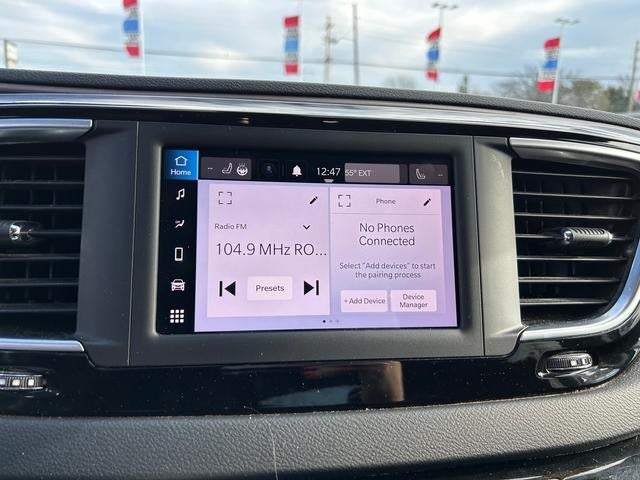 Home
12:47
55° EXT
Radio FM
104.9 MHz RO...
Presets
Phone
No Phones
Connected
Select "Add devices" to start
the pairing process
+ Add Device
Device
Manager